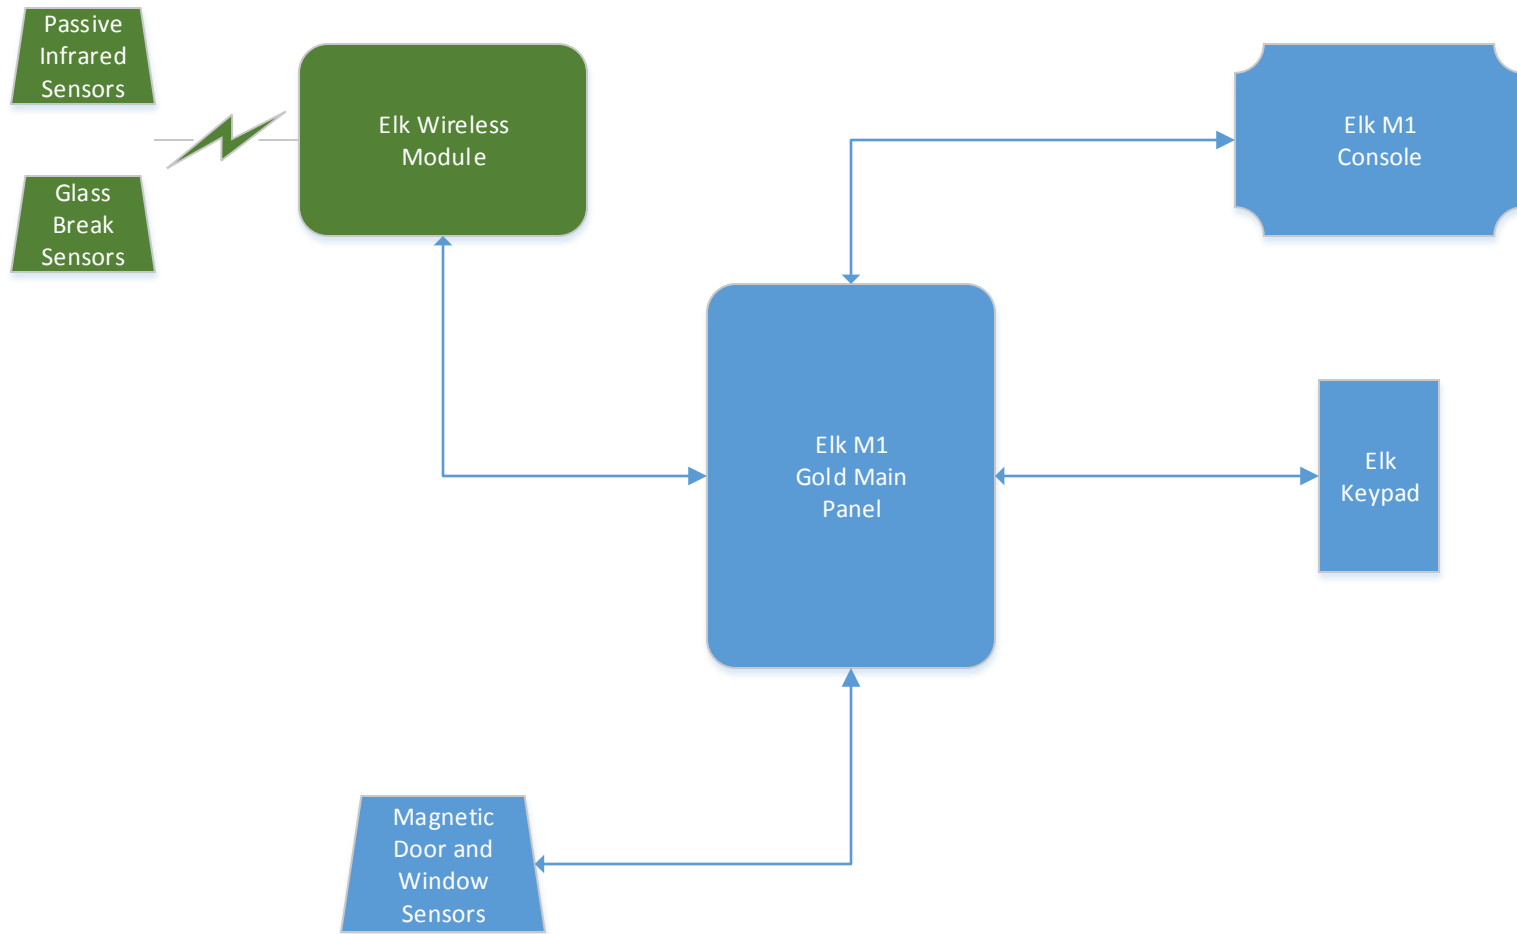 Passive
Infrared
Sensors
Elk Wireless
Module
Elk M1
Console
Glass
Break
Sensors
Elk M1
Gold Main
Panel
Elk
Keypad
Magnetic
Door and
Window
Sensors